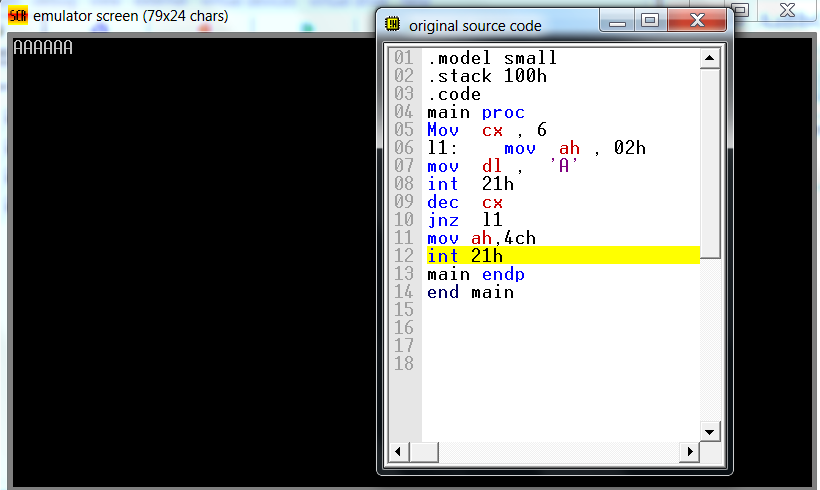 SCR emulator screen (79x24 chars)
AAAAAA
original source code
01 .model small
02 .stack 100h
03 .code
04 main proc
05 Mov  cx , 6
06 l1:    mov  ah , 02h
07 mov  dl ,  'A'
08 int  21h
09 dec  cx
10 jnz  l1
11 mov ah,4ch
12 int 21h
13 main endp
14 end main
15
16
17
18